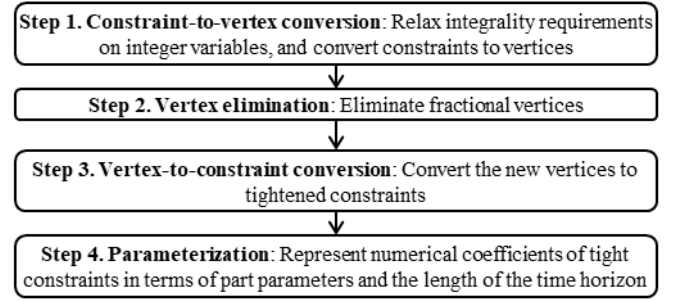 Step 1. Constraint-to-vertex conversion: Relax integrality requirements
on integer variables, and convert constraints to vertices
Step 2. Vertex elimination: Eliminate fractional vertices
Step 3. Vertex-to-constraint conversion: Convert the new vertices to
tightened constraints
Step 4. Parameterization: Represent numerical coefficients of tight
constraints in terms of part parameters and the length of the time horizon